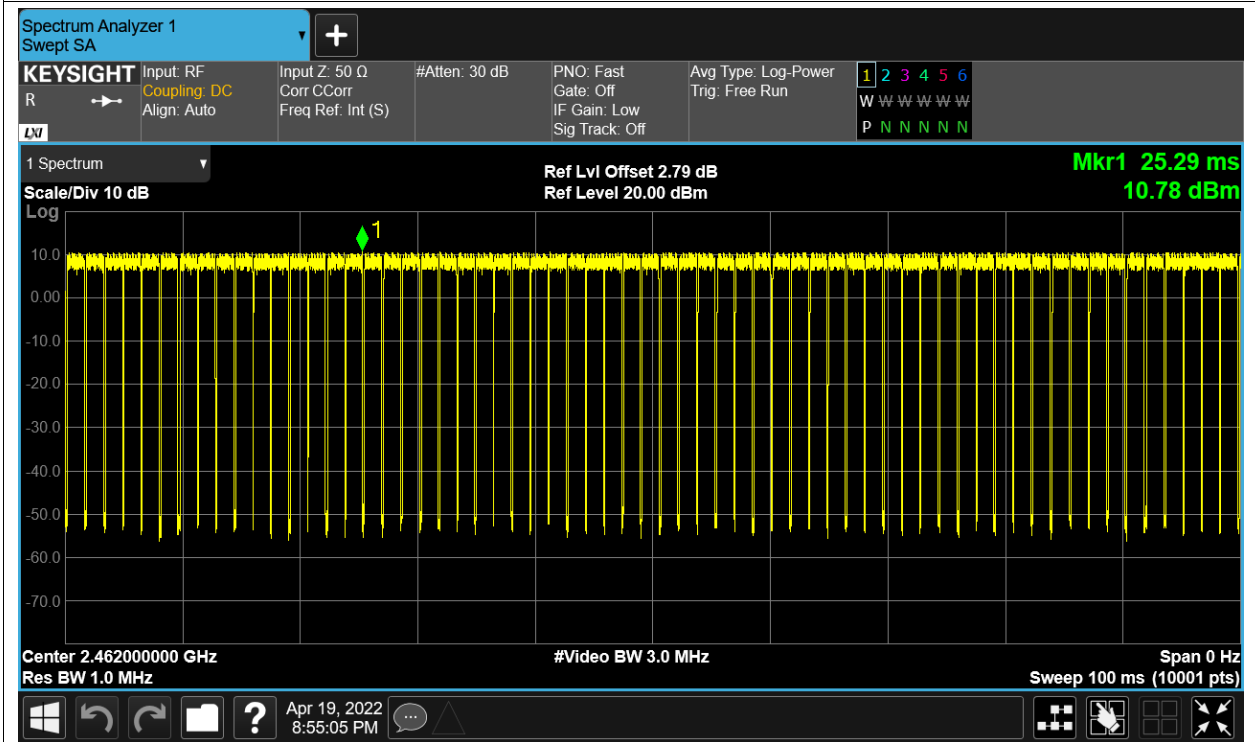 Spectrum Analyzer 1
Swept SA
▼
+
KEYSIGHT
R
LXI
Input: RF
Coupling: DC
Align: Auto
Input Z: 50 Ω
Corr CCorr
Freq Ref: Int (S)
#Atten: 30 dB
PNO: Fast
Gate: Off
IF Gain: Low
Sig Track: Off
Avg Type: Log-Power
Trig: Free Run
1 2 3 4 5 6
W W W W W W
P N N N N N
1 Spectrum ▼
Scale/Div 10 dB
Ref Lvl Offset 2.79 dB
Ref Level 20.00 dBm
Mkr1 25.29 ms
10.78 dBm
Log
1
10.0
0.00
-10.0
-20.0
-30.0
-40.0
-50.0
-60.0
-70.0
Center 2.462000000 GHz
Res BW 1.0 MHz
#Video BW 3.0 MHz
Span 0 Hz
Sweep 100 ms (10001 pts)
?
Apr 19, 2022
8:55:05 PM